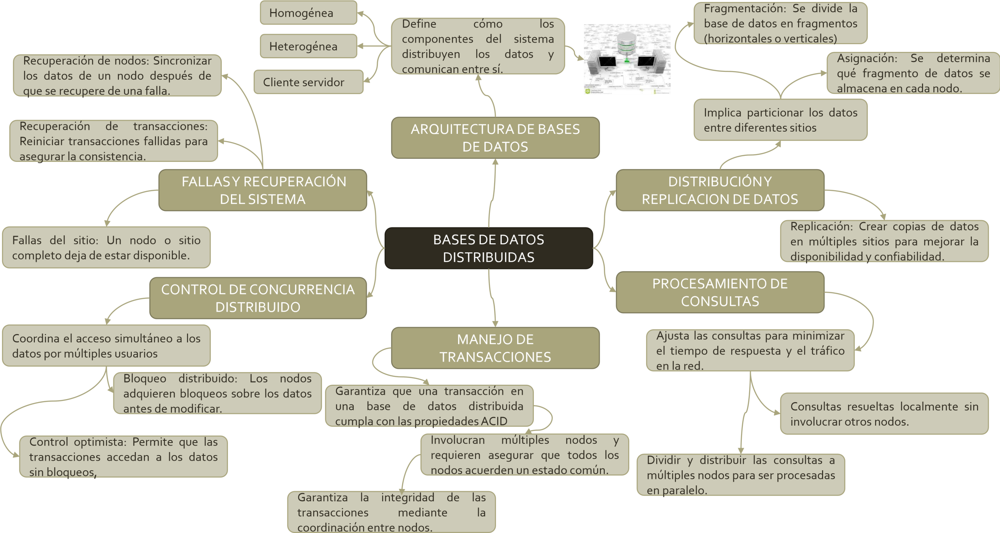 Homogénea
Heterogénea
Cliente servidor
Define cómo los
componentes del sistema
distribuyen los datos y
comunican entre sí.
Fragmentación: Se divide la
base de datos en fragmentos
(horizontales o verticales)
Asignación: Se determina
qué fragmento de datos se
almacena en cada nodo.
Implica particionar los datos
entre diferentes sitios
Recuperación de nodos: Sincronizar
los datos de un nodo después de
que se recupere de una falla.
Recuperación de transacciones:
Reiniciar transacciones fallidas para
asegurar la consistencia.
ARQUITECTURA DE BASES
DE DATOS
FALLAS Y RECUPERACIÓN
DEL SISTEMA
DISTRIBUCIÓN Y
REPLICACION DE DATOS
Fallas del sitio: Un nodo o sitio
completo deja de estar disponible.
BASES DE DATOS
DISTRIBUIDAS
Replicación: Crear copias de datos
en múltiples sitios para mejorar la
disponibilidad y confiabilidad.
CONTROL DE CONCURRENCIA
DISTRIBUIDO
PROCESAMIENTO DE
CONSULTAS
Coordina el acceso simultáneo a los
datos por múltiples usuarios
MANEJO DE
TRANSACCIONES
Ajusta las consultas para minimizar
el tiempo de respuesta y el tráfico
en la red.
Bloqueo distribuido: Los nodos
adquieren bloqueos sobre los datos
antes de modificar.
Garantiza que una transacción en
una base de datos distribuida
cumpla con las propiedades ACID
Consultas resueltas localmente sin
involucrar otros nodos.
Control optimista: Permite que las
transacciones accedan a los datos
sin bloqueos,
Involucran múltiples nodos y
requieren asegurar que todos los
nodos acuerden un estado común.
Dividir y distribuir las consultas a
múltiples nodos para ser procesadas
en paralelo.
Garantiza la integridad de las
transacciones mediante la
coordinación entre nodos.